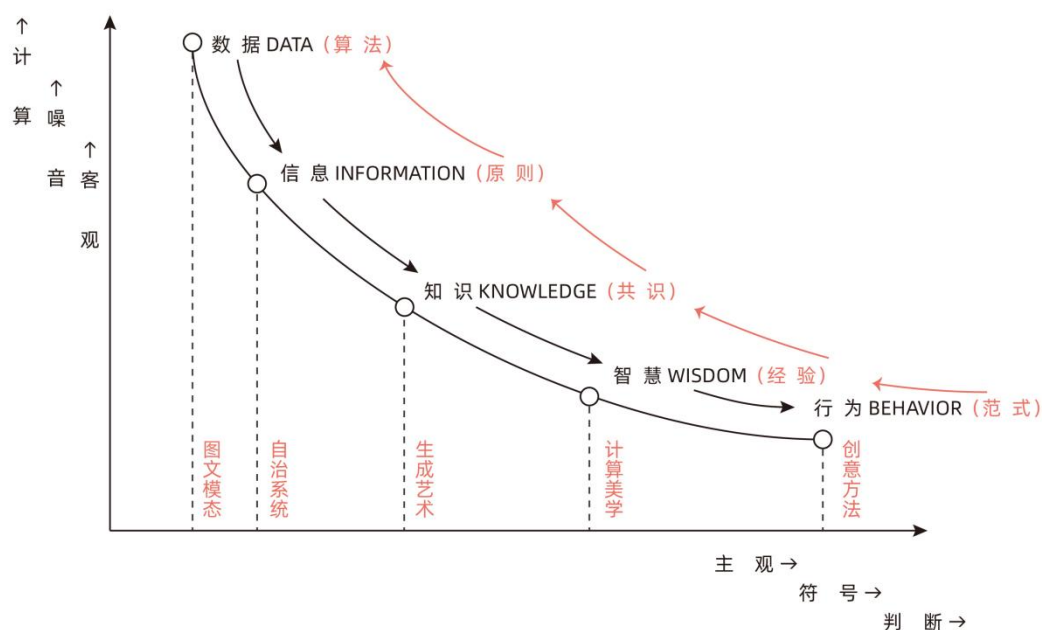 ↑计算
↑噪音
↑客观
数据 DATA（算法）
信息 INFORMATION（原则）
知识 KNOWLEDGE（共识）
智慧 WISDOM（经验）
行为 BEHAVIOR（范式）
图文模态
自治系统
生成艺术
计算美学
创意方法
主观→
符号→
判断→